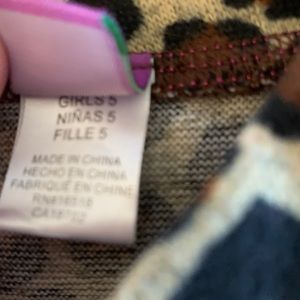 GIRLS 5
NIÑAS 5
FILLE 5
MADE IN CHINA
HECHO EN CHINA
FABRIQUÉ EN CHINE